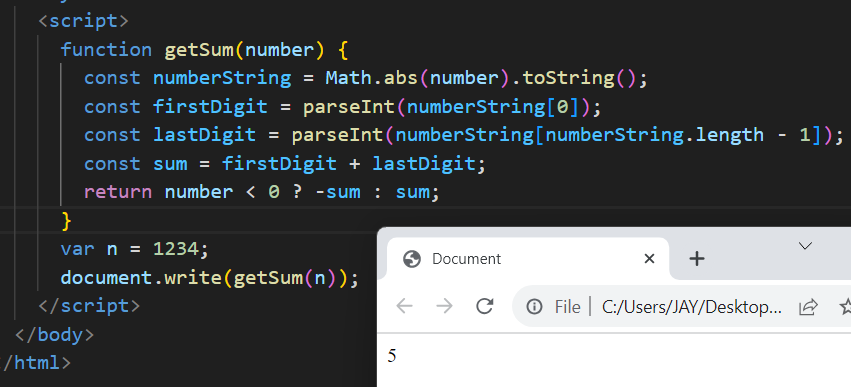 <script>
function getSum(number) {
const numberString = Math.abs(number).toString();
const firstDigit = parseInt(numberString[0]);
const lastDigit = parseInt(numberString[numberString.length - 1]);
const sum = firstDigit + lastDigit;
return number < 0 ? -sum : sum;
}
var n = 1234;
document.write(getSum(n));
</script>
</body>
/html>
Document
File | C:/Users/JAY/Desktop...
5